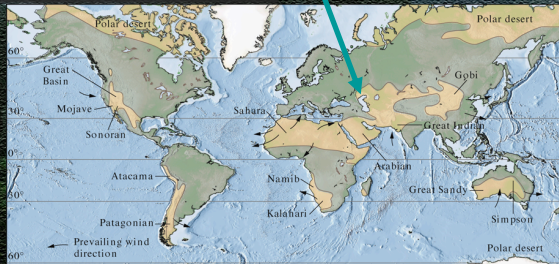 Polar desert
Polar desert
60°
Great
Basin
Gobi
Mojave
Sahara
30°
Great Indian
Sonoran
0°
Arabian
Atacama
Namib
Great Sandy
30°
Kalahari
Simpson
Patagonian
Prevailing wind
direction
Polar desert
60°